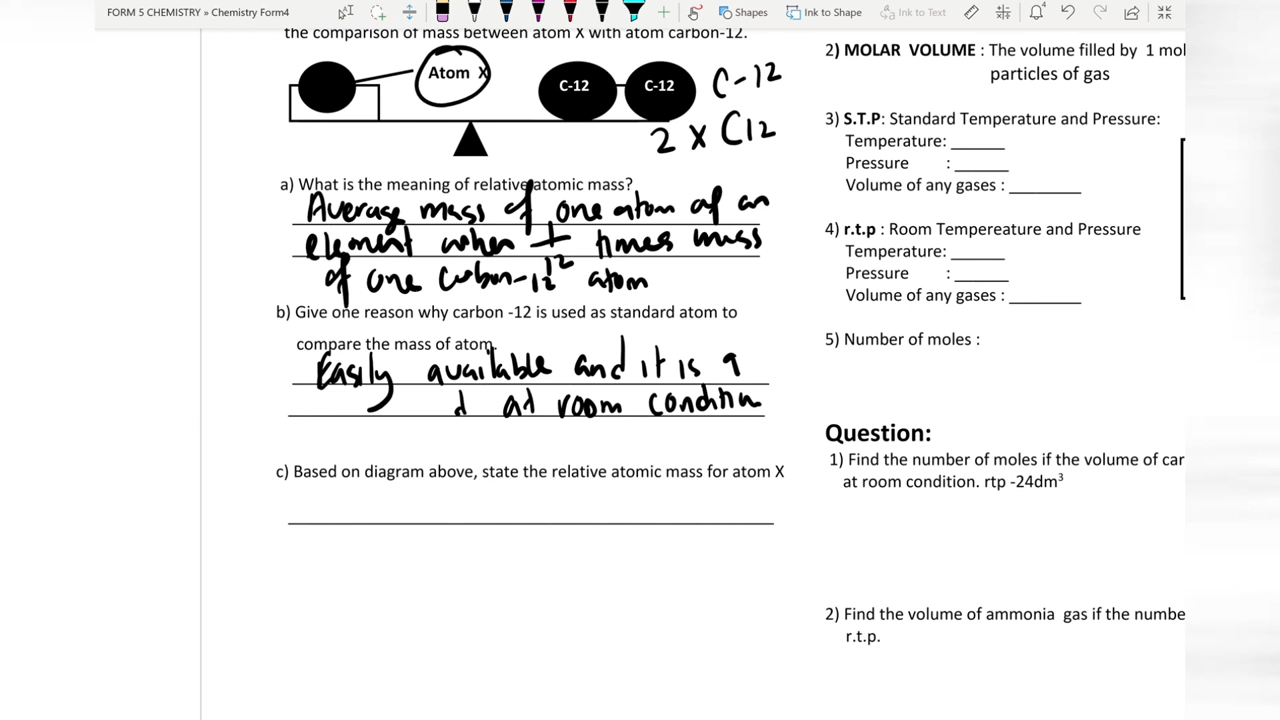 FORM 5 CHEMISTRY » Chemistry Form4
Shapes
Ink to Shape
Ink to Text
4
the comparison of mass between atom X with atom carbon-12.
Atom X
C-12
C-12
C-12
2 x C12
a) What is the meaning of relative atomic mass?
Average mass of one atom of an
element when 1 times mass
12
of one carbon-12 atom
b) Give one reason why carbon -12 is used as standard atom to
compare the mass of atom.
Easily available and it is a
at room condition
c) Based on diagram above, state the relative atomic mass for atom X
2) MOLAR VOLUME : The volume filled by 1 mol
particles of gas
3) S.T.P: Standard Temperature and Pressure:
Temperature: ______
Pressure : ______
Volume of any gases : ________
4) r.t.p : Room Tempereature and Pressure
Temperature: ______
Pressure : ______
Volume of any gases : ________
5) Number of moles :
Question:
1) Find the number of moles if the volume of car
at room condition. rtp -24dm³
2) Find the volume of ammonia gas if the numbe
r.t.p.